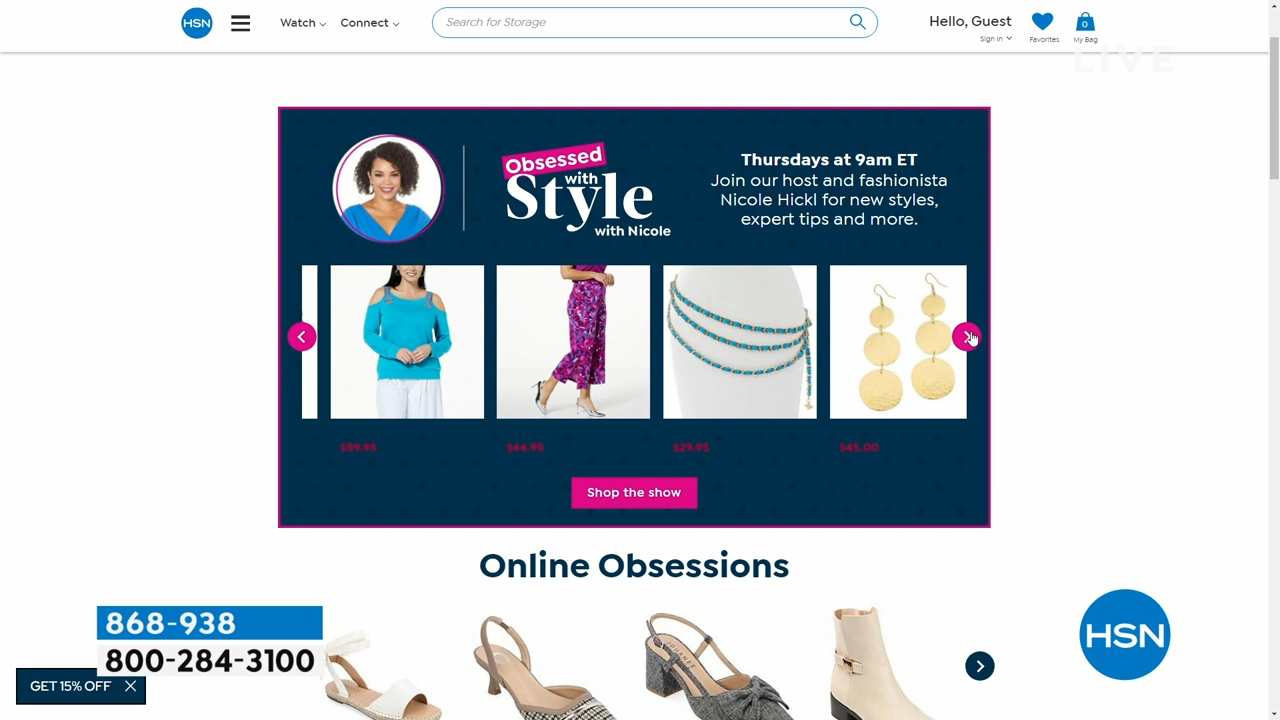 HSN
Watch
Connect
Search for Storage
Hello, Guest
Sign in
Favorites
0
My Bag
LIVE
Obsessed
with
Style
with Nicole
Thursdays at 9am ET
Join our host and fashionista
Nicole Hickl for new styles,
expert tips and more.
$59.95
$44.95
$29.95
$45.00
Shop the show
Online Obsessions
868-938
800-284-3100
GET 15% OFF
HSN